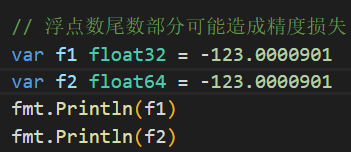 // 浮点数尾数部分可能造成精度损失
var f1 float32 = -123.0000901
var f2 float64 = -123.0000901
fmt.Println(f1)
fmt.Println(f2)